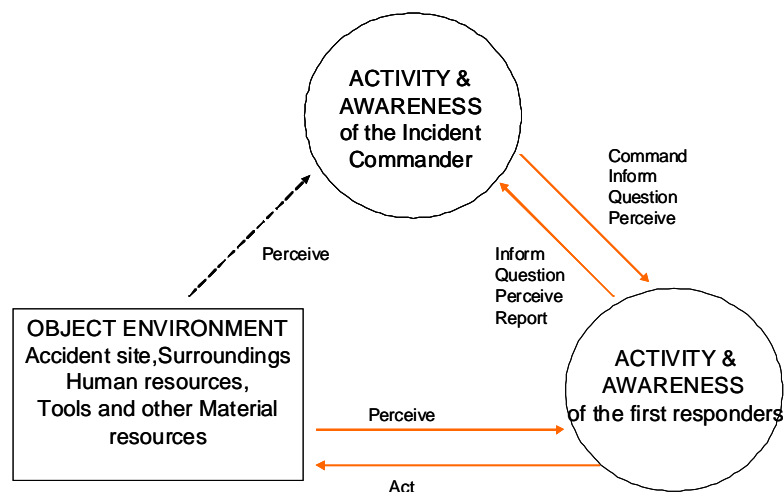 ACTIVITY &
AWARENESS
of the Incident
Commander
Command
Inform
Question
Perceive
Perceive
Inform
Question
Perceive
Report
OBJECT ENVIRONMENT
Accident site,Surroundings
Human resources,
Tools and other Material
resources
ACTIVITY &
AWARENESS
of the first responders
Perceive
Act